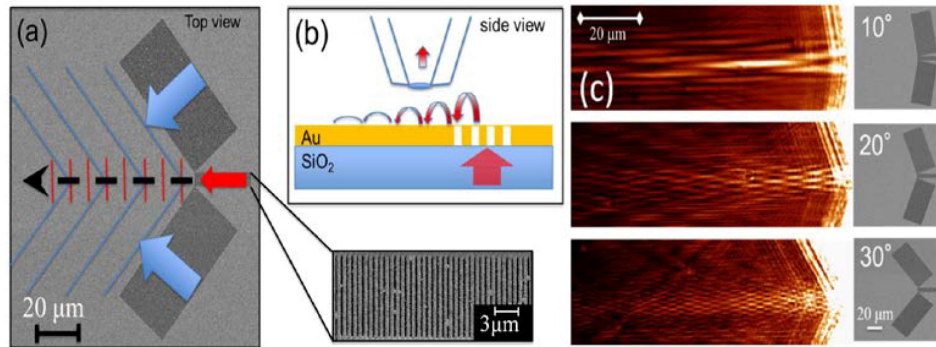 (a)
Top view
20 μm
(b)
side view
Au
SiO₂
3μm
20 μm
(c)
10°
20°
30°
20 μm